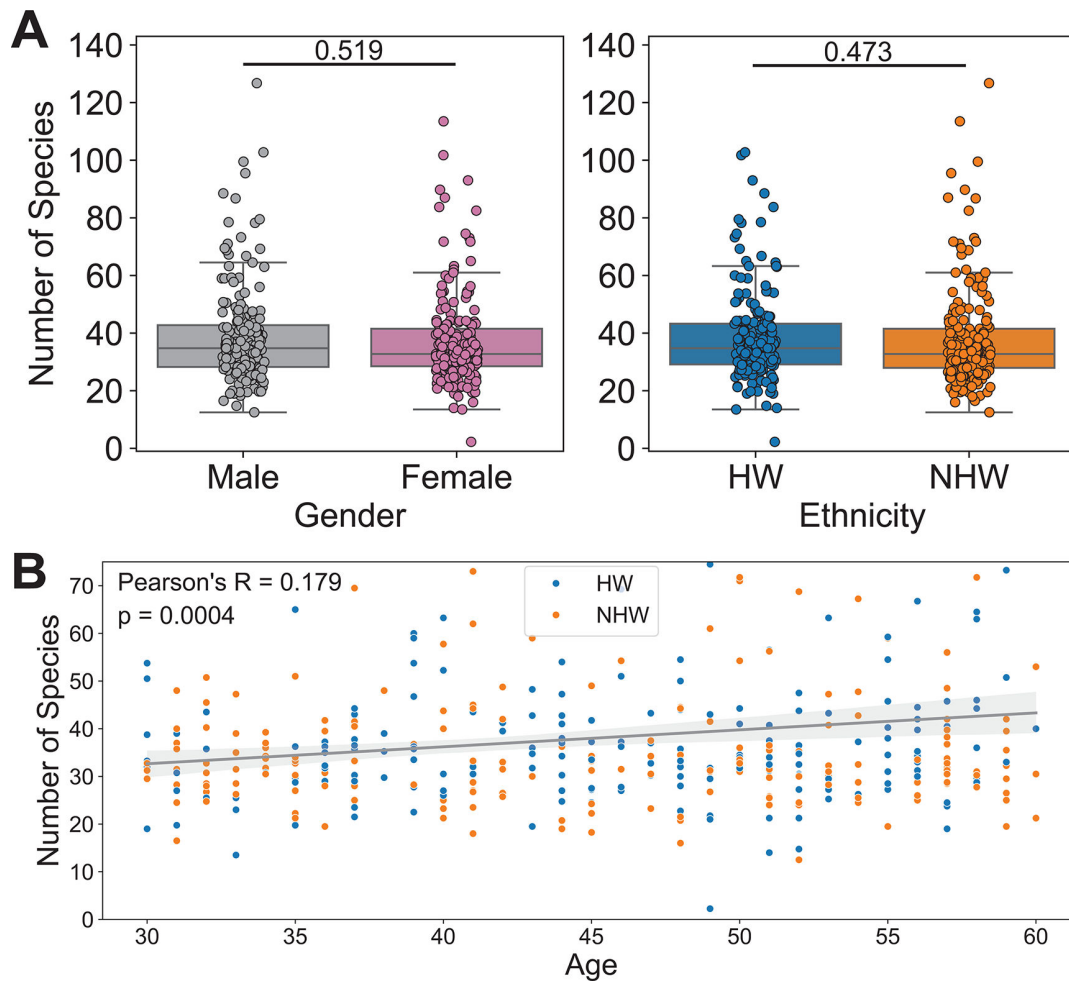 A
0.519
0.473
140
120
100
80
60
40
20
0
Number of Species
Male
Female
Gender
140
120
100
80
60
40
20
0
HW
NHW
Ethnicity
B
Pearson's R = 0.179
p = 0.0004
HW
NHW
70
60
50
40
30
20
10
0
Number of Species
30
35
40
45
50
55
60
Age